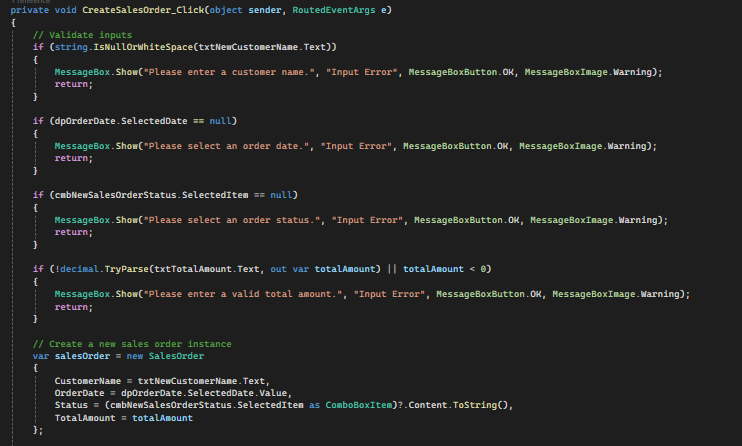 private void CreateSalesOrder_Click(object sender, RoutedEventArgs e)
{
// Validate inputs
if (string.IsNullOrWhiteSpace(txtNewCustomerName.Text))
{
MessageBox.Show("Please enter a customer name.", "Input Error", MessageBoxButton.OK, MessageBoxImage.Warning);
return;
}
if (dpOrderDate.SelectedDate == null)
{
MessageBox.Show("Please select an order date.", "Input Error", MessageBoxButton.OK, MessageBoxImage.Warning);
return;
}
if (cmbNewSalesOrderStatus.SelectedItem == null)
{
MessageBox.Show("Please select an order status.", "Input Error", MessageBoxButton.OK, MessageBoxImage.Warning);
return;
}
if (!decimal.TryParse(txtTotalAmount.Text, out var totalAmount) || totalAmount < 0)
{
MessageBox.Show("Please enter a valid total amount.", "Input Error", MessageBoxButton.OK, MessageBoxImage.Warning);
return;
}
// Create a new sales order instance
var salesOrder = new SalesOrder
{
CustomerName = txtNewCustomerName.Text,
OrderDate = dpOrderDate.SelectedDate.Value,
Status = (cmbNewSalesOrderStatus.SelectedItem as ComboBoxItem)?.Content.ToString(),
TotalAmount = totalAmount
};